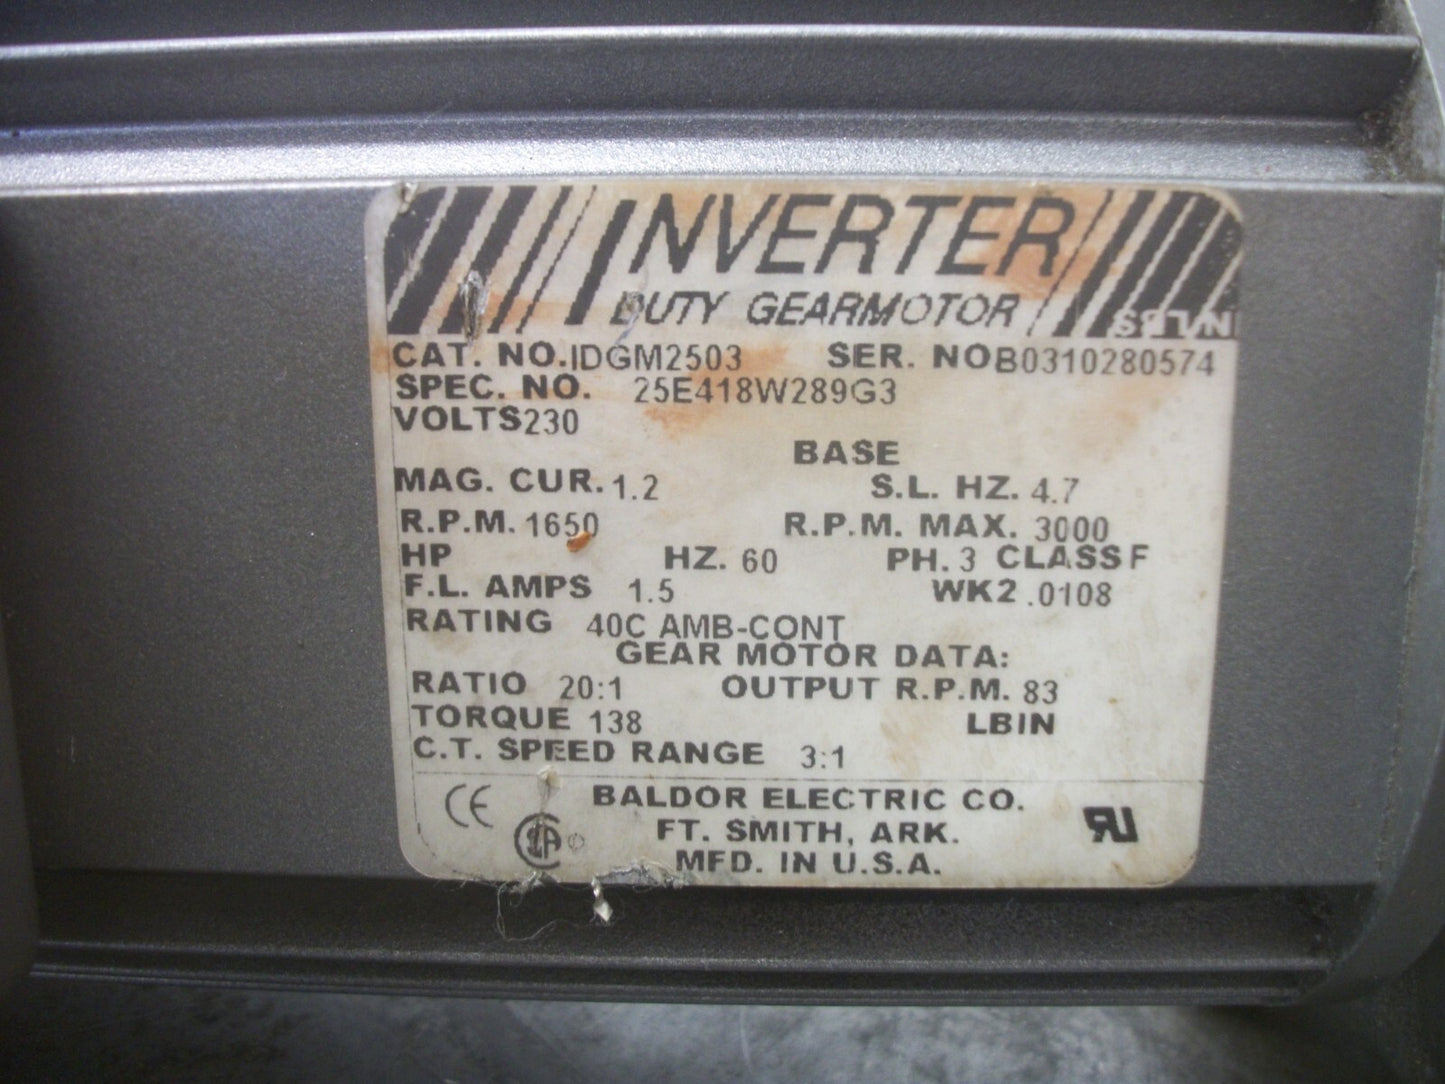 INVERTER
DUTY GEARMOTOR
CAT. NO. IDGM2503 SER. NO B0310280574
SPEC. NO. 25E418W289G3
VOLTS 230
BASE
MAG. CUR. 1.2 S.L. HZ. 4.7
R.P.M. 1650 R.P.M. MAX. 3000
HP HZ. 60 PH. 3 CLASS F
F.L. AMPS 1.5 WK2 .0108
RATING 40C AMB-CONT
GEAR MOTOR DATA:
RATIO 20:1 OUTPUT R.P.M. 83
TORQUE 138 LBIN
C.T. SPEED RANGE 3:1
CE BALDOR ELECTRIC CO.
FT. SMITH, ARK.
MFD. IN U.S.A.